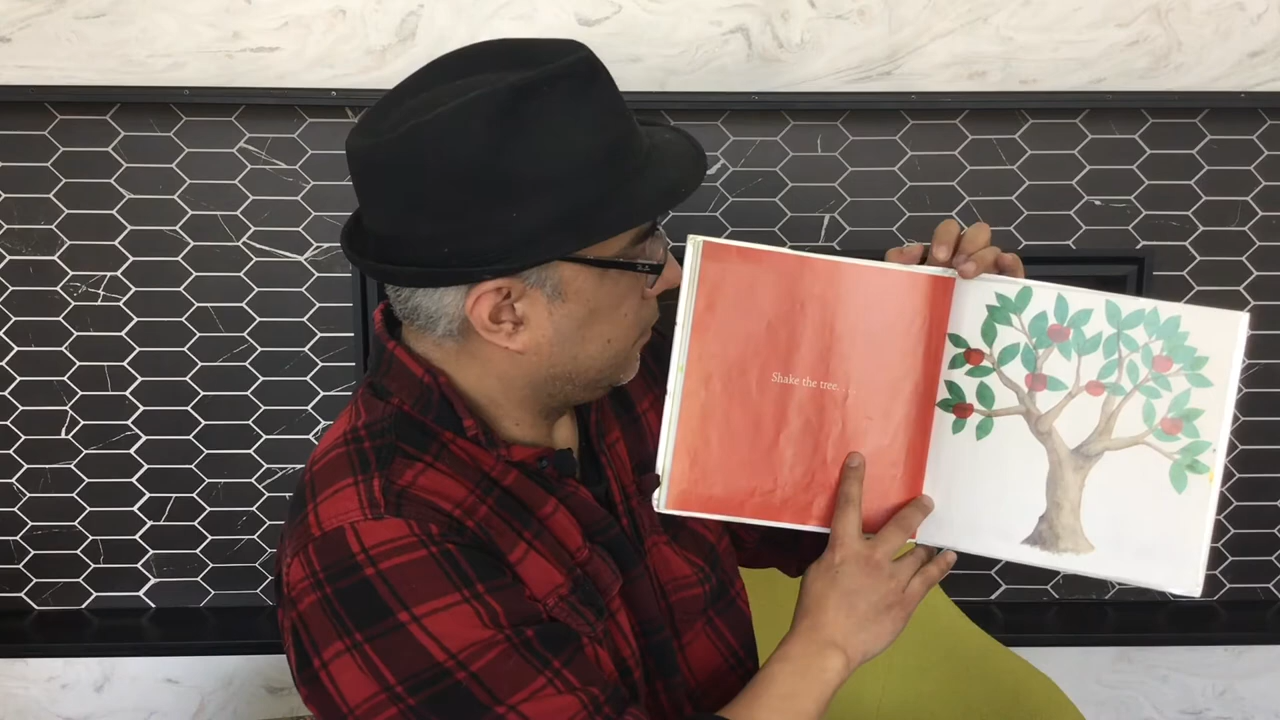 Shake the tree. . . .